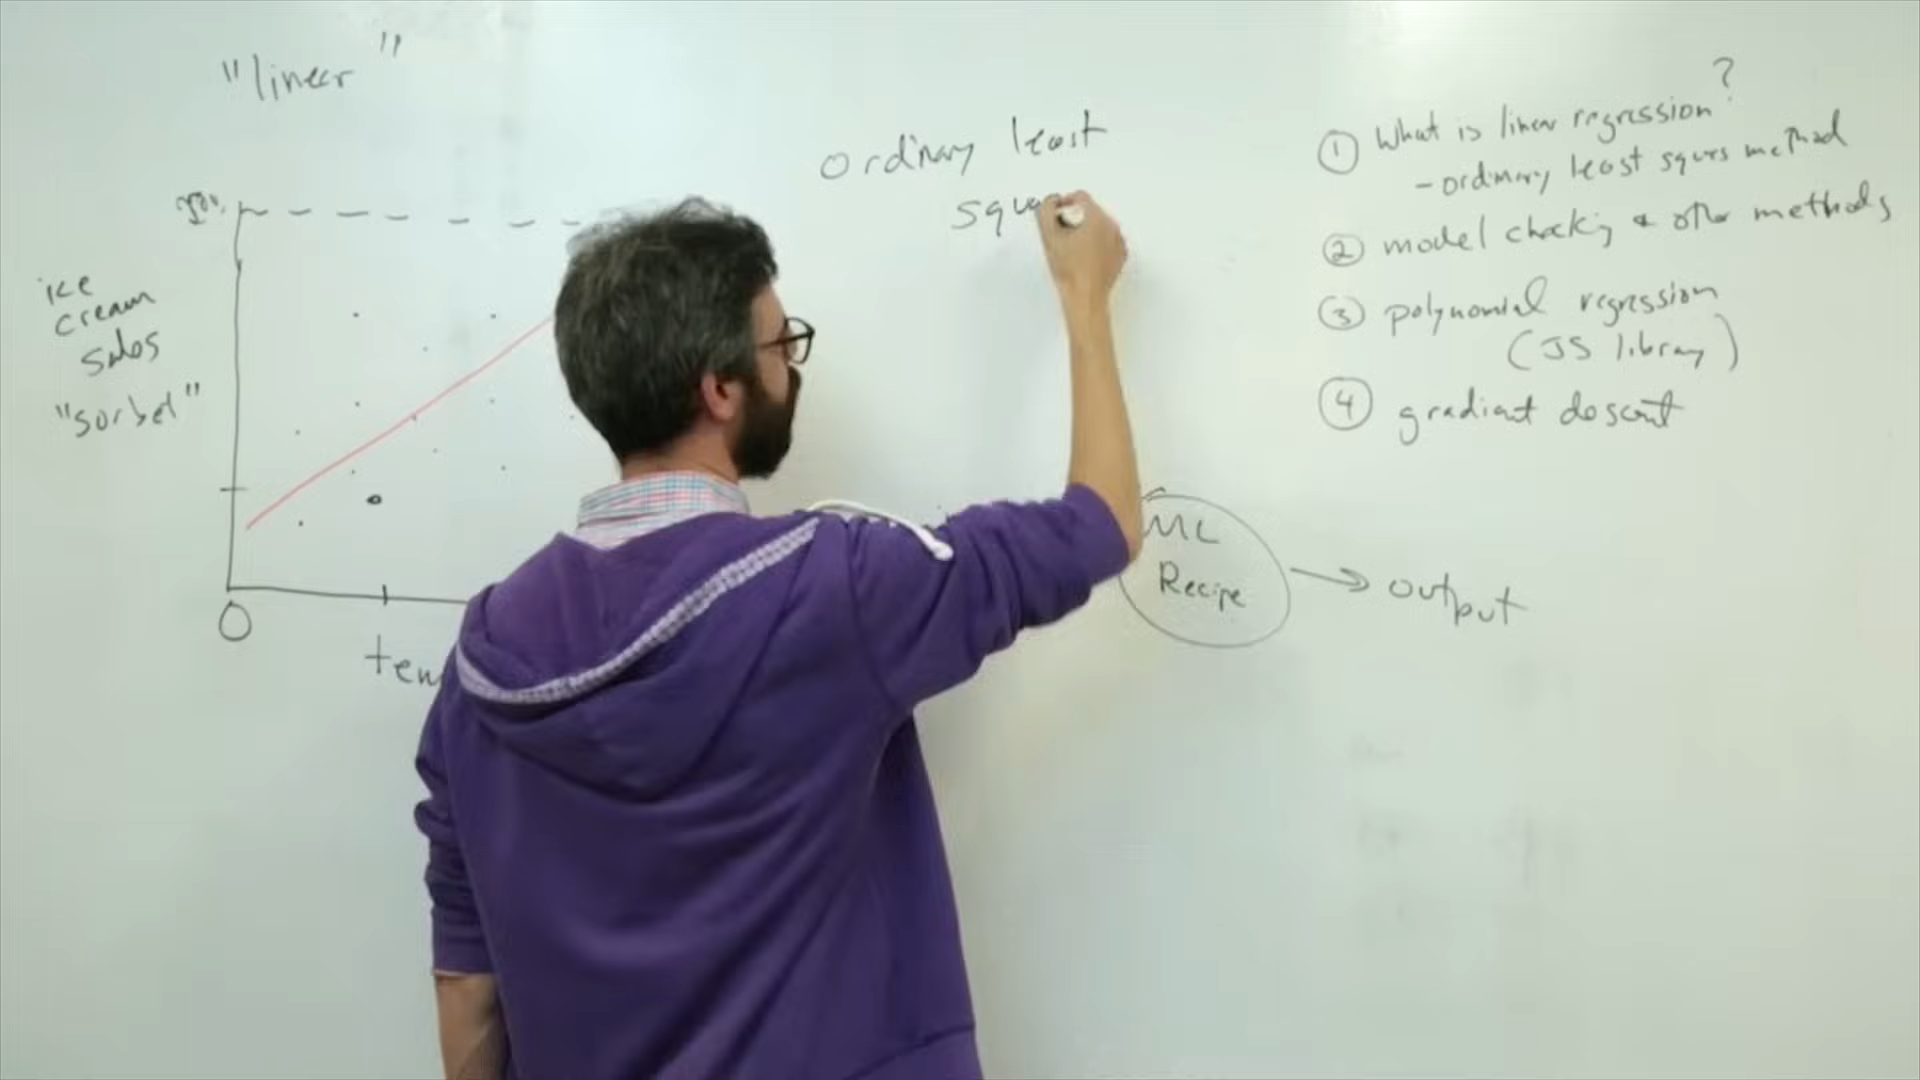 "linear"
ice
cream
sales
"sorbet"
0
tem
ordinary least
squa
ML
Recipe
output
① What is linear regression?
- ordinary least squrs method
② model checking & other methods
③ polynomial regression
(JS library)
④ gradient descent